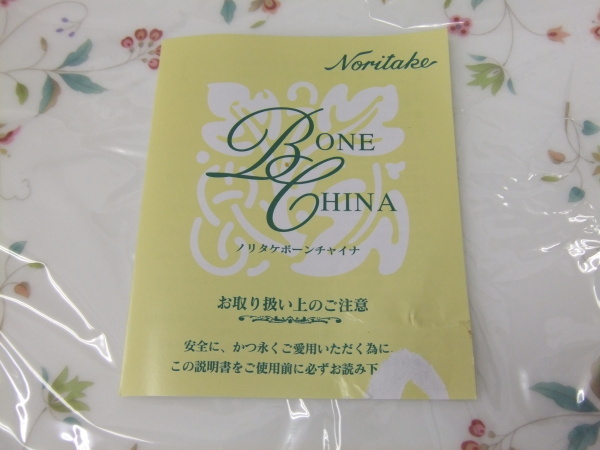 Noritake
BONE
CHINA
ノリタケボーンチャイナ
お取り扱い上のご注意
安全に、かつ永くご愛用いただく為に
この説明書をご使用前に必ずお読み下